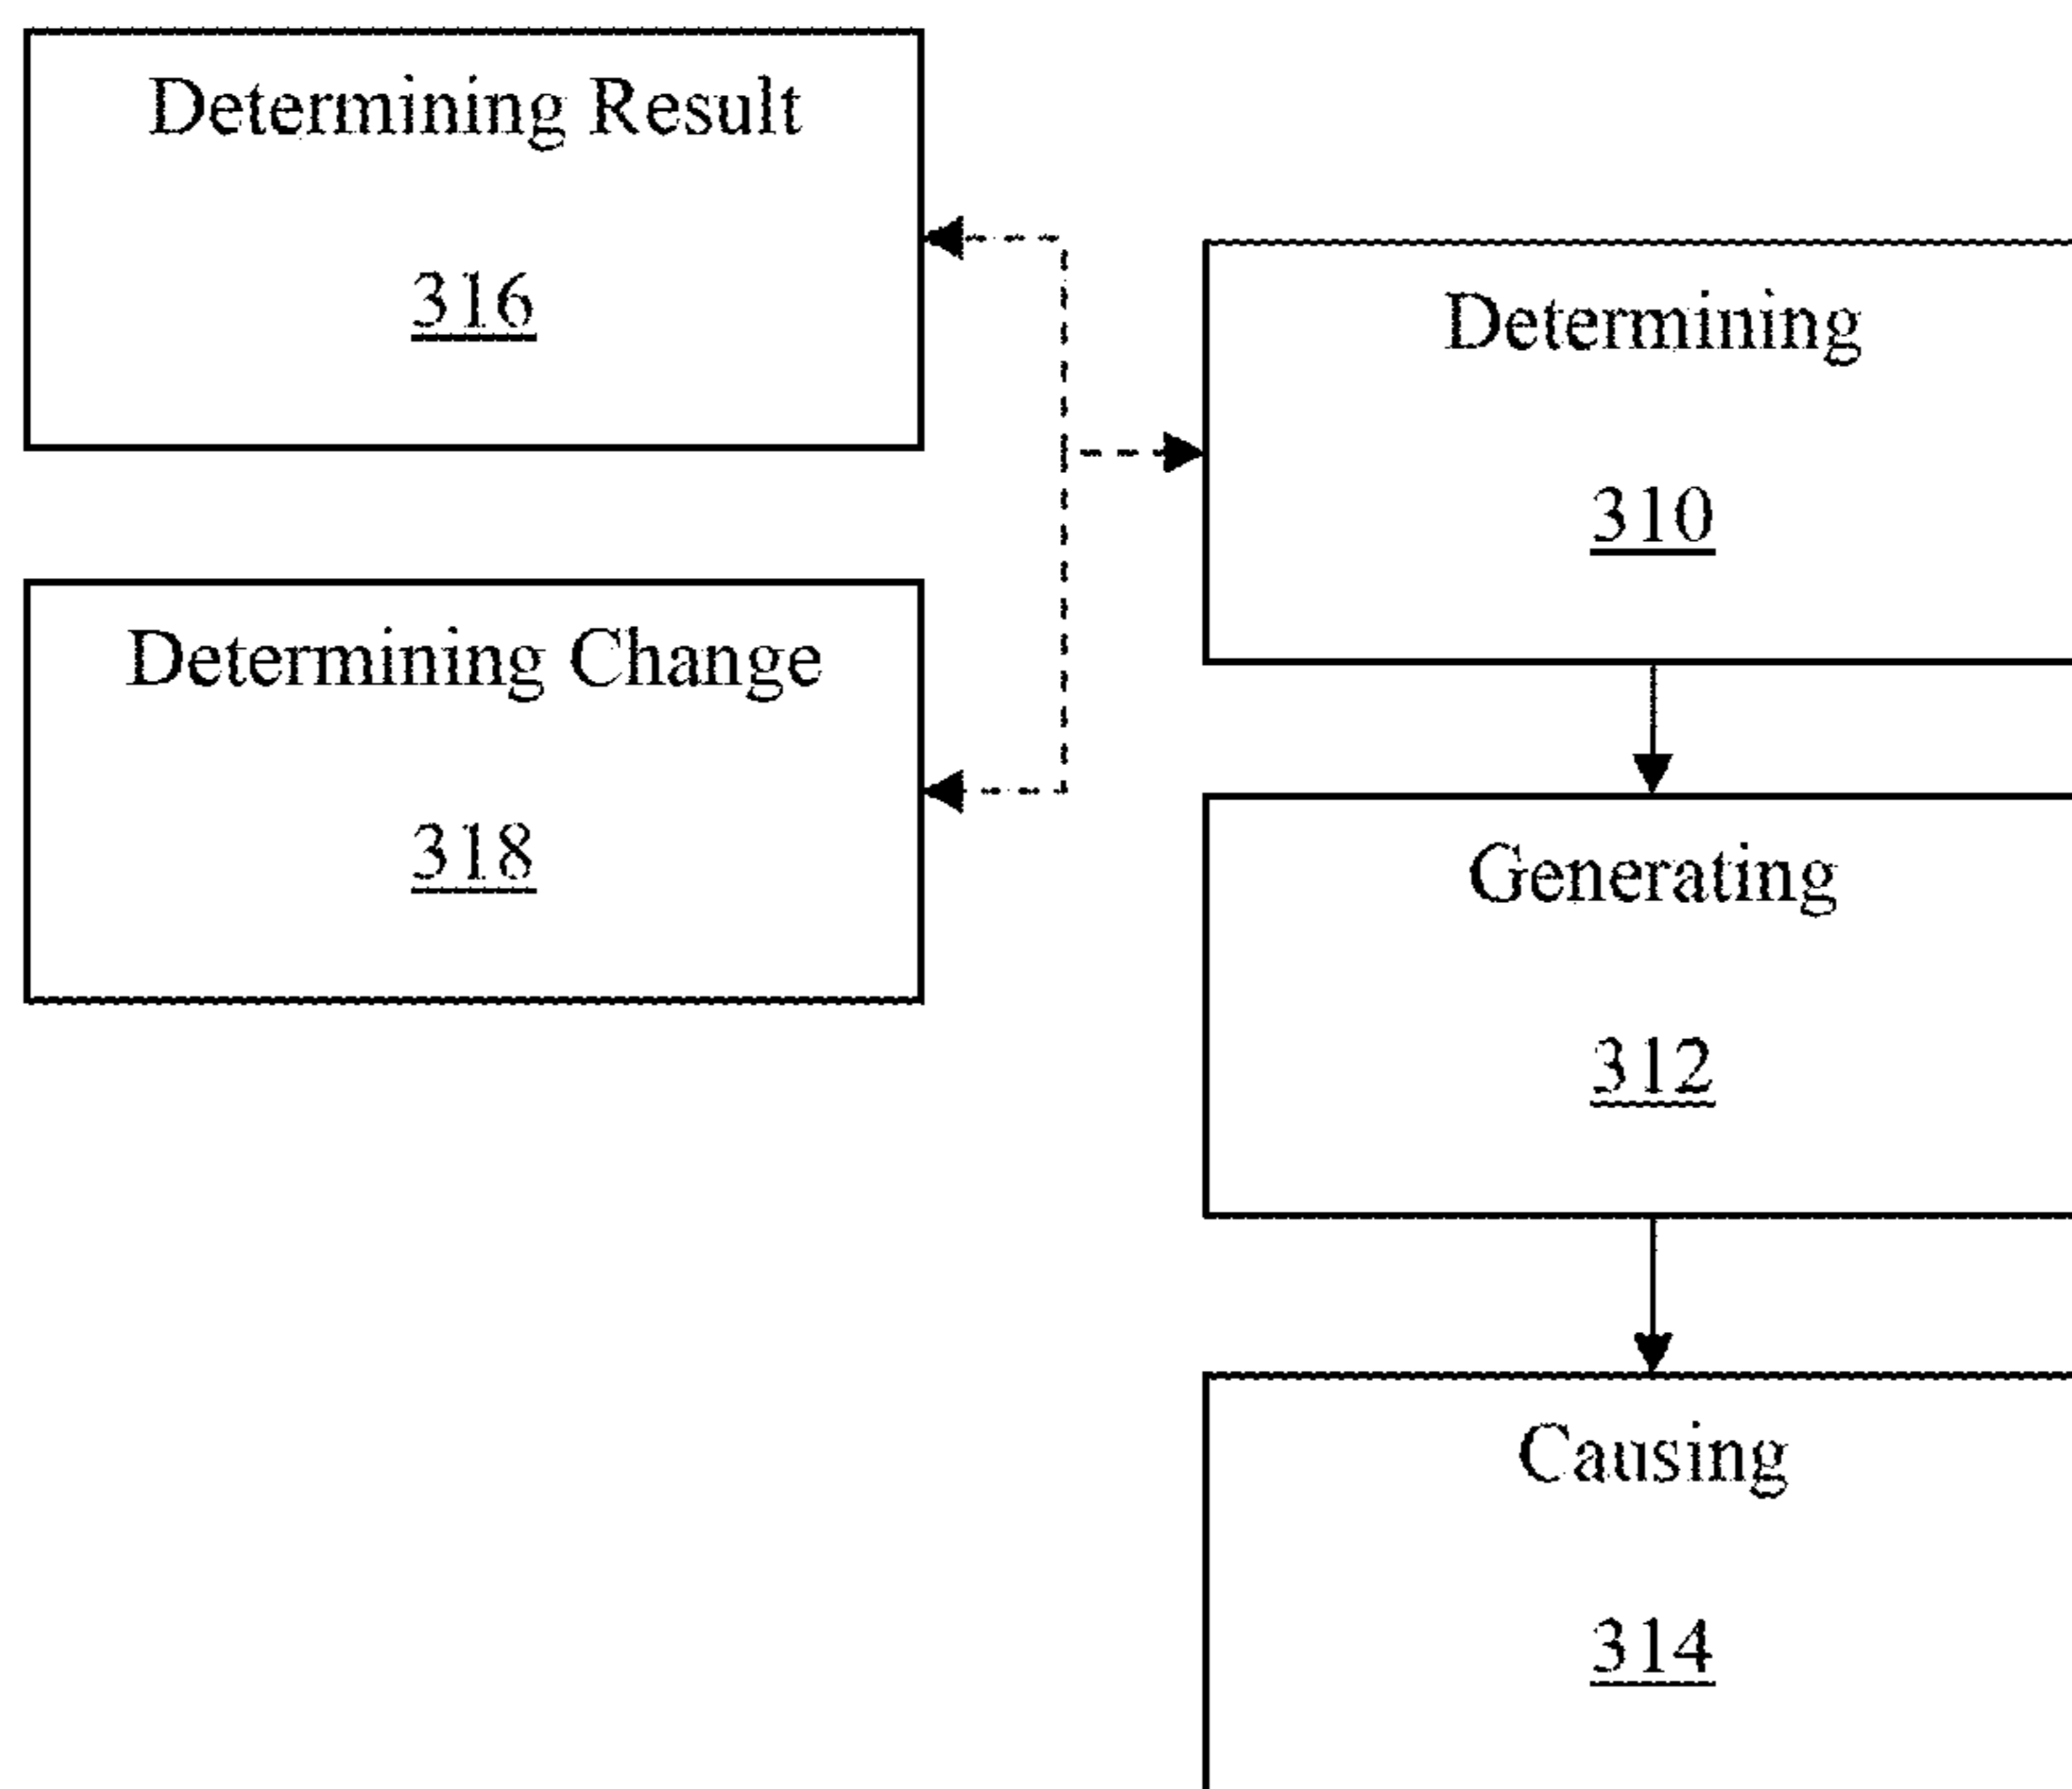 Determining Result
316
Determining Change
318
Determining
310
Generating
312
Causing
314